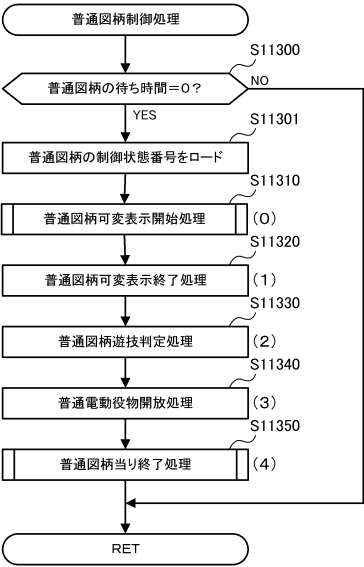 普通図柄制御処理
S11300
普通図柄の待ち時間＝０？
NO
YES
S11301
普通図柄の制御状態番号をロード
S11310
普通図柄可変表示開始処理
(0)
S11320
普通図柄可変表示終了処理
(1)
S11330
普通図柄遊技判定処理
(2)
S11340
普通電動役物開放処理
(3)
S11350
普通図柄当り終了処理
(4)
RET